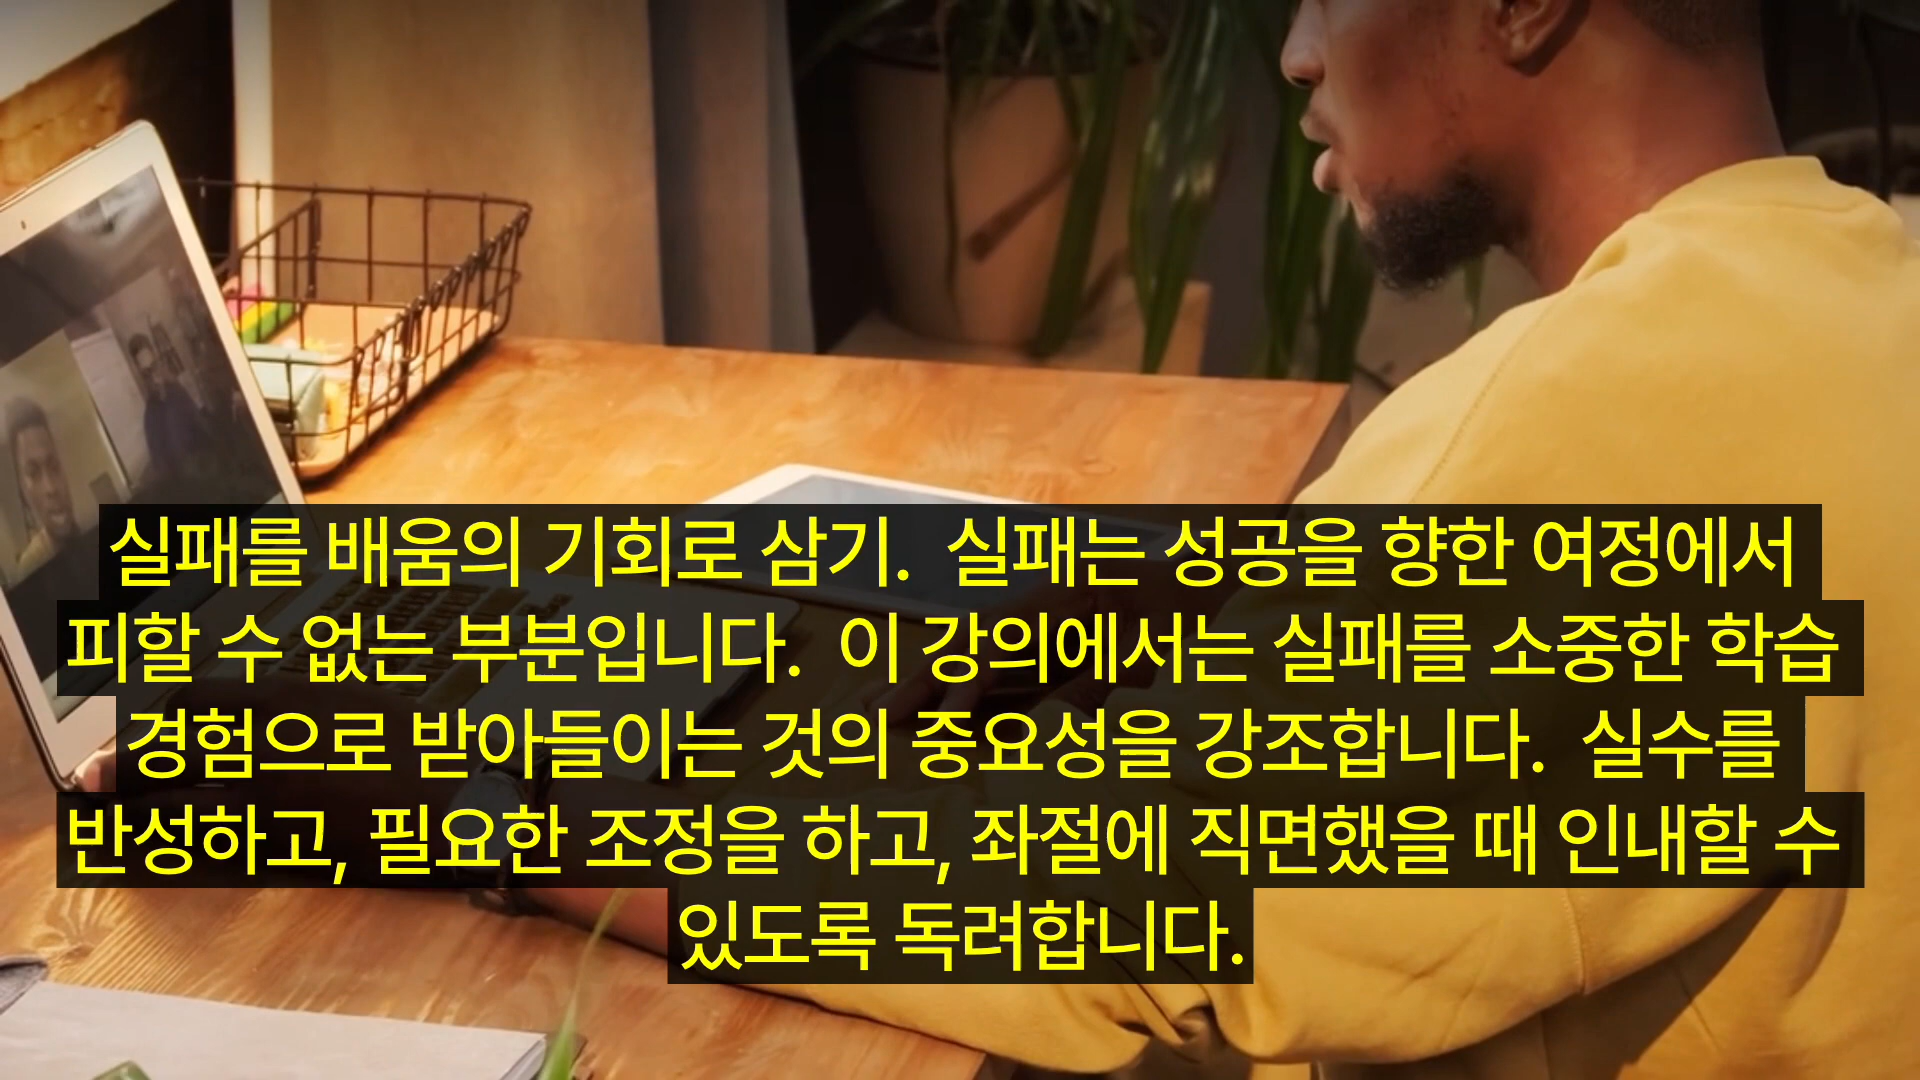 실패를 배움의 기회로 삼기. 실패는 성공을 향한 여정에서
피할 수 없는 부분입니다. 이 강의에서는 실패를 소중한 학습
경험으로 받아들이는 것의 중요성을 강조합니다. 실수를
반성하고, 필요한 조정을 하고, 좌절에 직면했을 때 인내할 수
있도록 독려합니다.